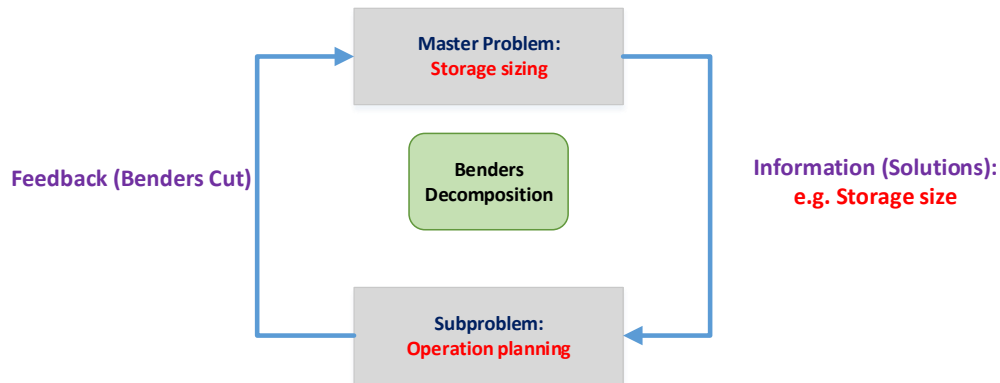 Master Problem:
Storage sizing
Feedback (Benders Cut)
Benders
Decomposition
Information (Solutions):
e.g. Storage size
Subproblem:
Operation planning